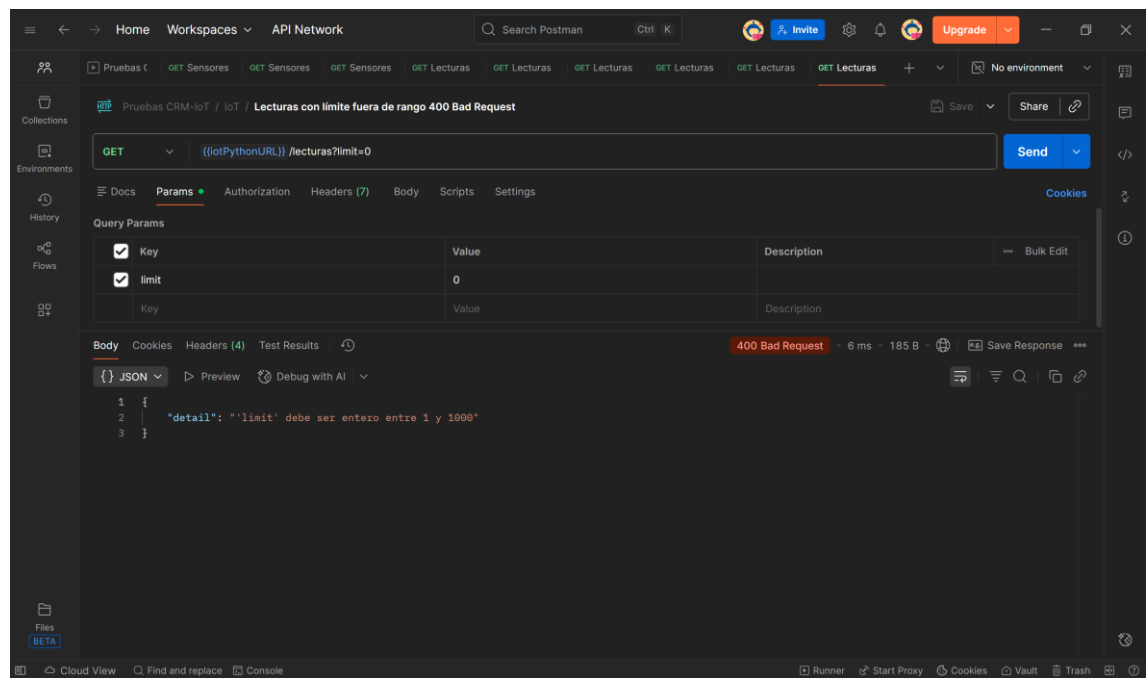 Home Workspaces API Network Search Postman Ctrl K Invite Upgrade
Pruebas C GET Sensores GET Sensores GET Sensores GET Lecturas GET Lecturas GET Lecturas GET Lecturas GET Lecturas GET Lecturas No environment
Collections
Environments
History
Flows
Files
BETA
HTTP Pruebas CRM-IoT / IoT / Lecturas con límite fuera de rango 400 Bad Request Save Share
GET {{iotPythonURL}} /lecturas?limit=0 Send
Docs Params Authorization Headers (7) Body Scripts Settings Cookies
Query Params
Key Value Description Bulk Edit
limit 0
Key Value Description
Body Cookies Headers (4) Test Results 400 Bad Request 6 ms 185 B e.g. Save Response
{} JSON Preview Debug with AI
1 {
2 "detail": "'limit' debe ser entero entre 1 y 1000"
3 }
Cloud View Find and replace Console Runner Start Proxy Cookies Vault Trash